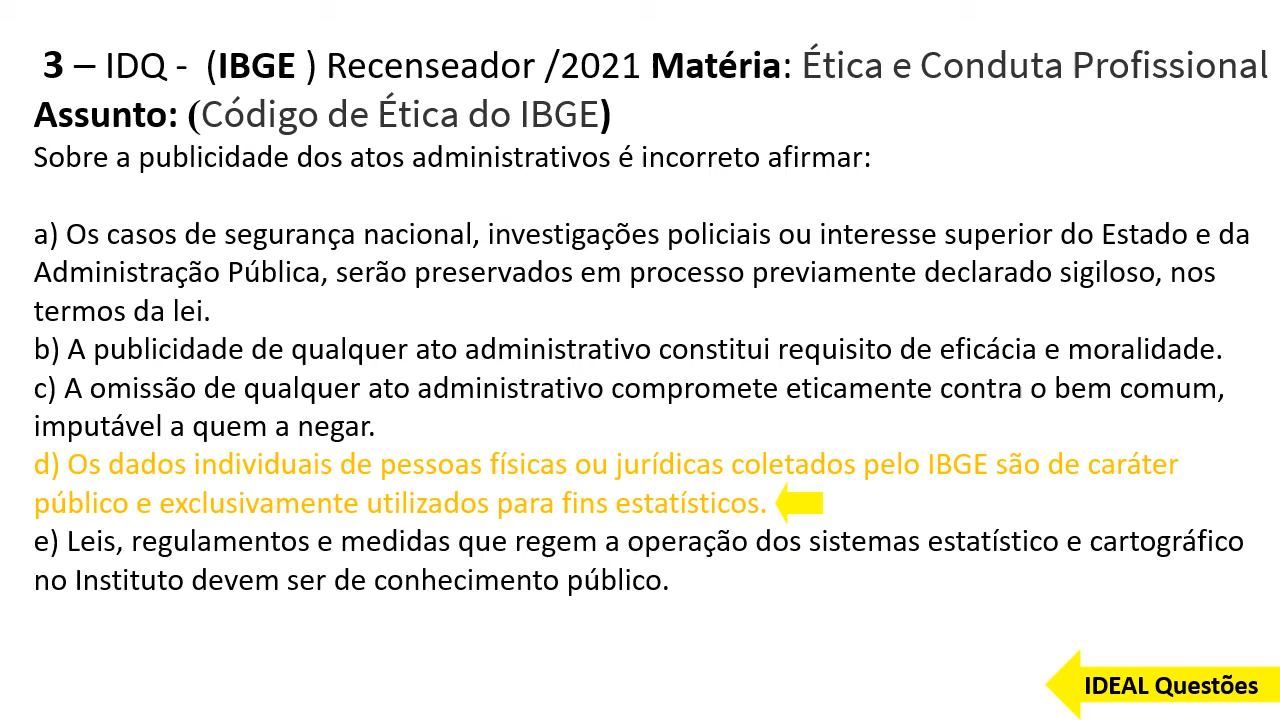 3 – IDQ - (IBGE ) Recenseador /2021 Matéria: Ética e Conduta Profissional
Assunto: (Código de Ética do IBGE)
Sobre a publicidade dos atos administrativos é incorreto afirmar:
a) Os casos de segurança nacional, investigações policiais ou interesse superior do Estado e da
Administração Pública, serão preservados em processo previamente declarado sigiloso, nos
termos da lei.
b) A publicidade de qualquer ato administrativo constitui requisito de eficácia e moralidade.
c) A omissão de qualquer ato administrativo compromete eticamente contra o bem comum,
imputável a quem a negar.
d) Os dados individuais de pessoas físicas ou jurídicas coletados pelo IBGE são de caráter
público e exclusivamente utilizados para fins estatísticos.
e) Leis, regulamentos e medidas que regem a operação dos sistemas estatístico e cartográfico
no Instituto devem ser de conhecimento público.
IDEAL Questões